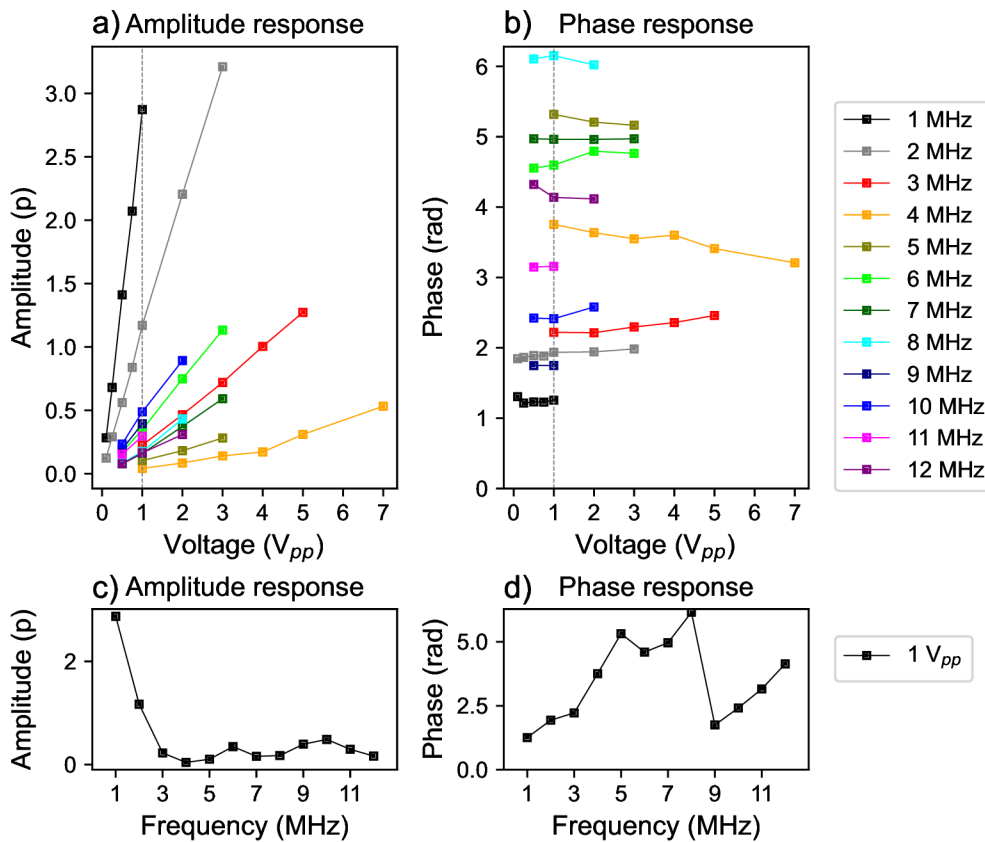 a) Amplitude response
Amplitude (p)
3.0
2.5
2.0
1.5
1.0
0.5
0.0
0 1 2 3 4 5 6 7
Voltage (Vpp)
b) Phase response
Phase (rad)
6
5
4
3
2
1
0
0 1 2 3 4 5 6 7
Voltage (Vpp)
1 MHz
2 MHz
3 MHz
4 MHz
5 MHz
6 MHz
7 MHz
8 MHz
9 MHz
10 MHz
11 MHz
12 MHz
c) Amplitude response
Amplitude (p)
2
0
1 3 5 7 9 11
Frequency (MHz)
d) Phase response
Phase (rad)
5.0
2.5
0.0
1 3 5 7 9 11
Frequency (MHz)
1 Vpp